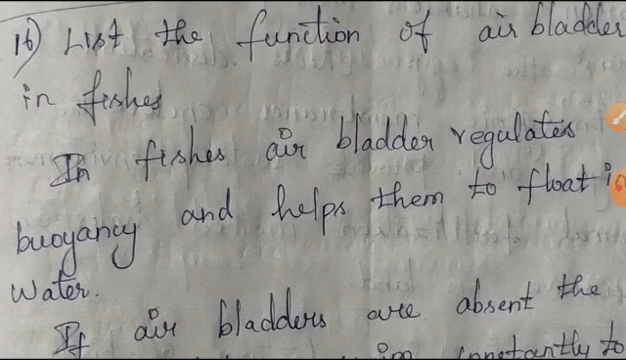 16) List the function of air bladder
in fishes
In fishes air bladder regulates
buoyancy and helps them to float in
water.
If air bladders are absent the
constantly to